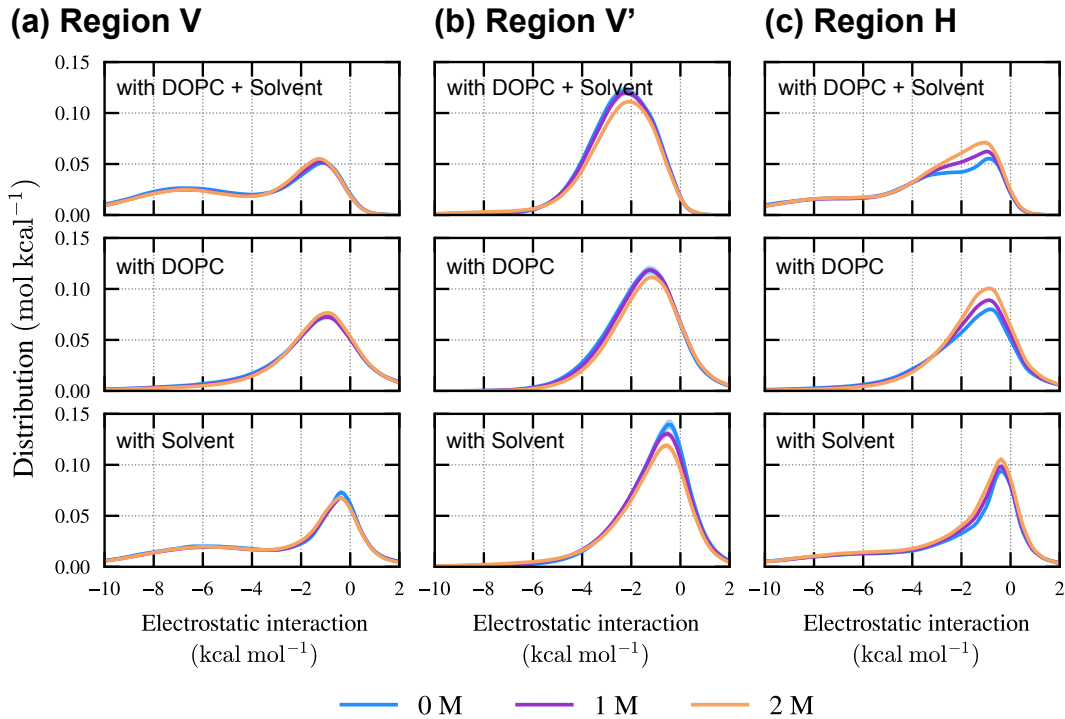 (a) Region V
(b) Region V’
(c) Region H
Distribution (mol kcal−1)
0.15
0.10
0.05
0.00
with DOPC + Solvent
with DOPC + Solvent
with DOPC + Solvent
0.15
0.10
0.05
0.00
with DOPC
with DOPC
with DOPC
0.15
0.10
0.05
0.00
with Solvent
with Solvent
with Solvent
−10 −8 −6 −4 −2 0 2
−10 −8 −6 −4 −2 0 2
−10 −8 −6 −4 −2 0 2
Electrostatic interaction
(kcal mol−1)
Electrostatic interaction
(kcal mol−1)
Electrostatic interaction
(kcal mol−1)
0 M 1 M 2 M